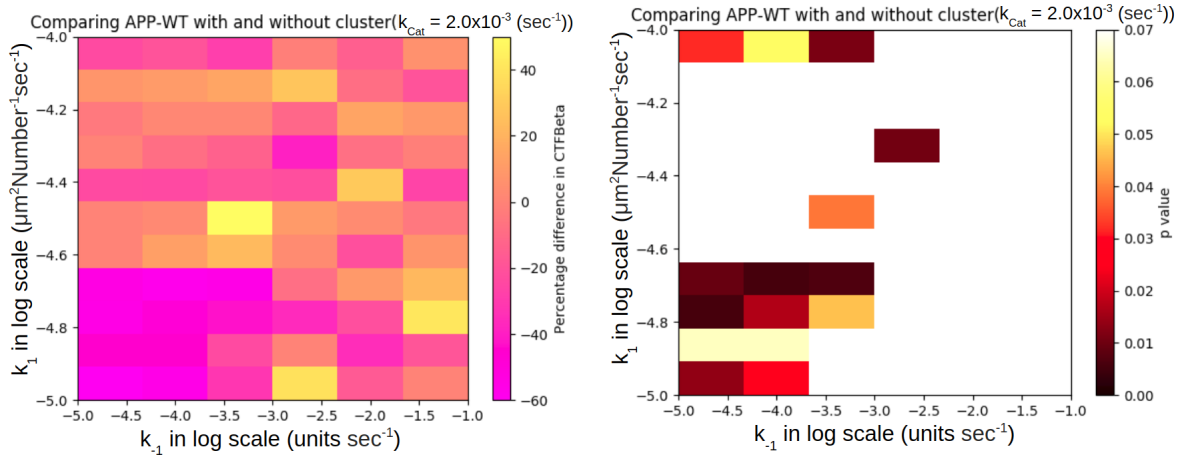 Comparing APP-WT with and without cluster(k_Cat = 2.0x10⁻³ (sec⁻¹))
−4.0
−4.2
−4.4
−4.6
−4.8
−5.0
k₁ in log scale (μm²Number⁻¹sec⁻¹)
−5.0 −4.5 −4.0 −3.5 −3.0 −2.5 −2.0 −1.5 −1.0
k₋₁ in log scale (units sec⁻¹)
40
20
0
−20
−40
−60
Percentage difference in CTFBeta
Comparing APP-WT with and without cluster(k_Cat = 2.0x10⁻³ (sec⁻¹))
−4.0
−4.2
−4.4
−4.6
−4.8
−5.0
k₁ in log scale (μm²Number⁻¹sec⁻¹)
−5.0 −4.5 −4.0 −3.5 −3.0 −2.5 −2.0 −1.5 −1.0
k₋₁ in log scale (units sec⁻¹)
0.07
0.06
0.05
0.04
0.03
0.02
0.01
0.00
p value